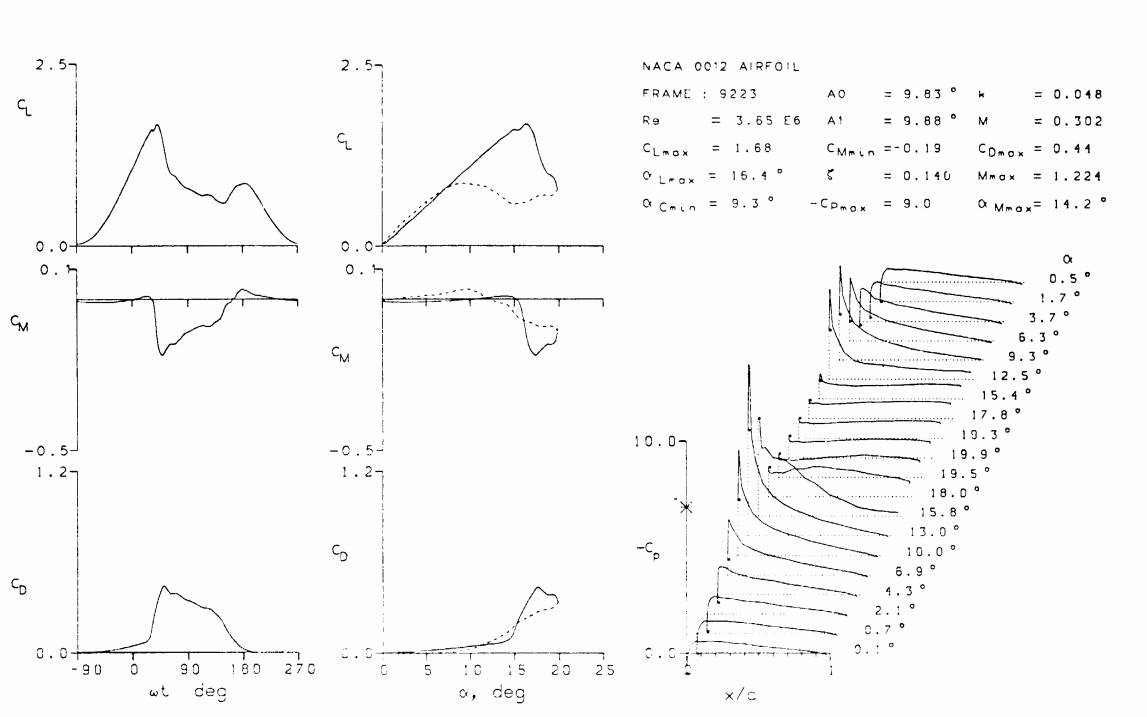 NACA 0012 AIRFOIL
FRAME : 9223 A0 = 9.83 ° k = 0.048
Re = 3.65 E6 A1 = 9.88 ° M = 0.302
CLmax = 1.68 CMmin =-0.19 CDmax = 0.44
α Lmax = 16.4 ° ζ = 0.140 Mmax = 1.224
α Cmin = 9.3 ° -CPmax = 9.0 α Mmax= 14.2 °
2.5
CL
0.0
2.5
CL
0.0
0.1
CM
-0.5
0.1
CM
-0.5
1.2
CD
0.0
-90 0 90 180 270
ωt deg
1.2
CD
0.0
0 5 10 15 20 25
α, deg
α
0.5 °
1.7 °
3.7 °
6.3 °
9.3 °
12.5 °
15.4 °
17.8 °
19.3 °
19.9 °
19.5 °
18.0 °
15.8 °
13.0 °
10.0 °
6.9 °
4.3 °
2.1 °
0.7 °
0.1 °
10.0
-Cp
0.0
1
x/c